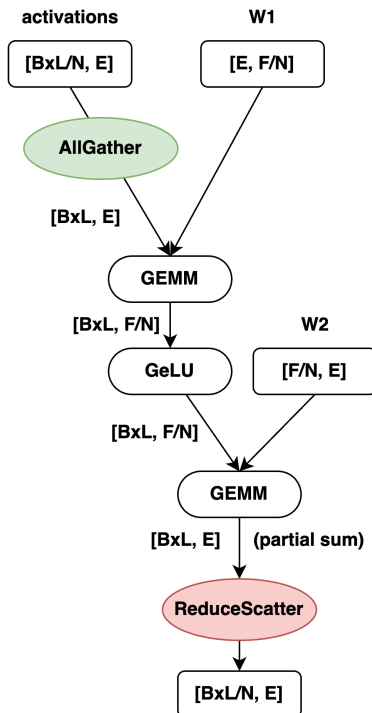 activations
W1
[BxL/N, E]
[E, F/N]
AllGather
[BxL, E]
GEMM
[BxL, F/N]
W2
GeLU
[F/N, E]
[BxL, F/N]
GEMM
[BxL, E]
(partial sum)
ReduceScatter
[BxL/N, E]